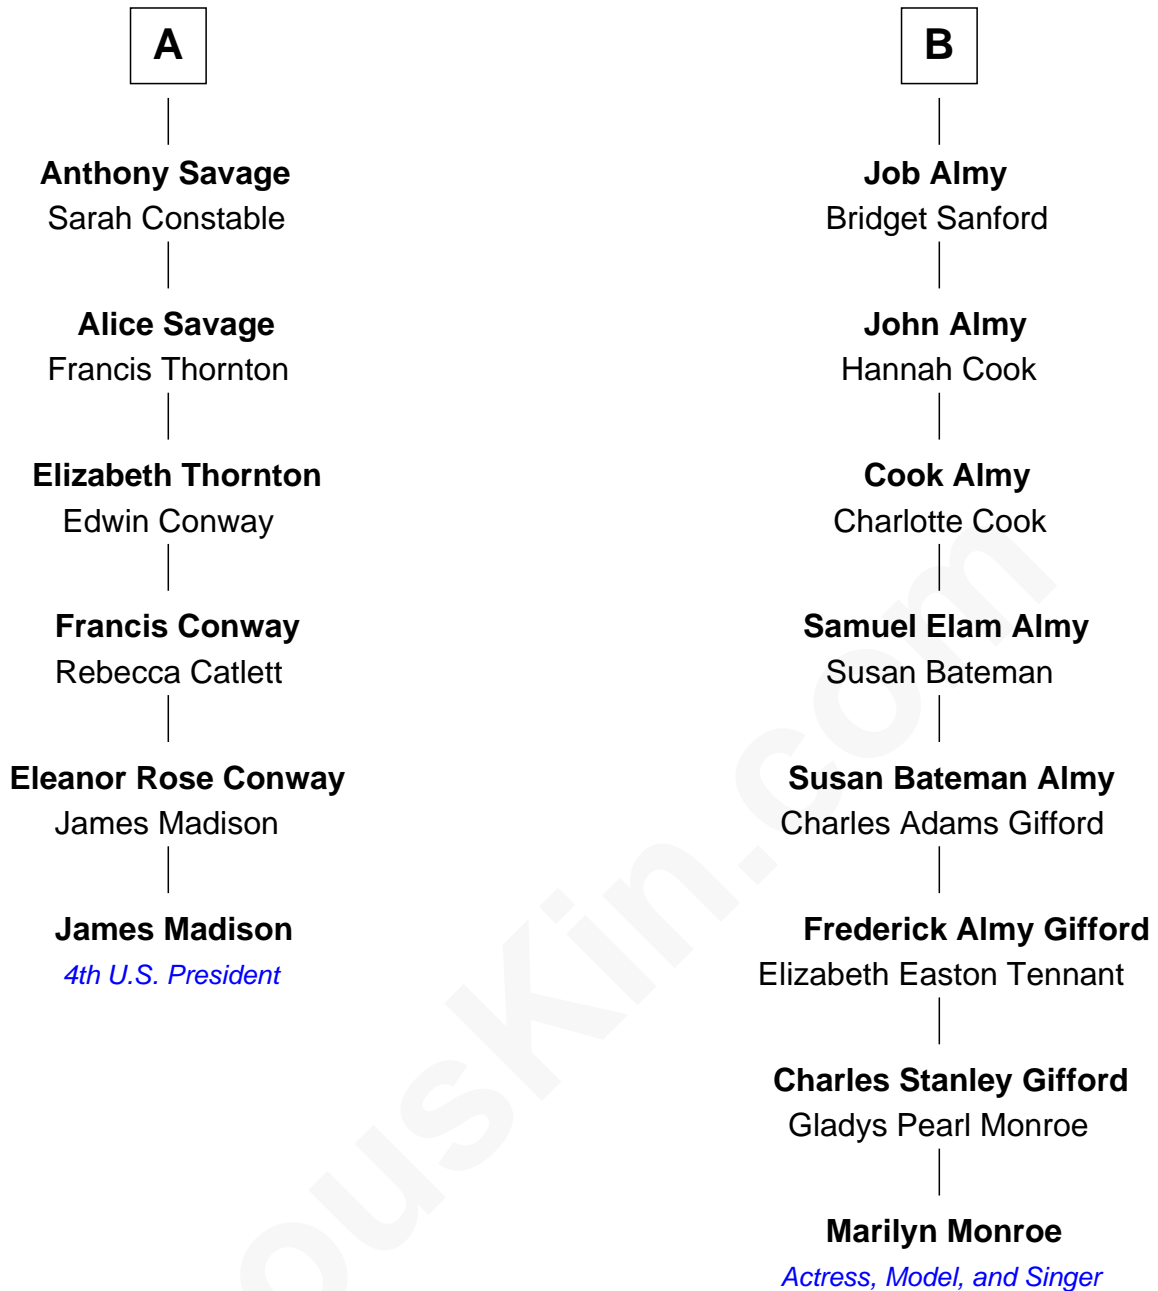 A
Anthony Savage
Sarah Constable
Alice Savage
Francis Thornton
Elizabeth Thornton
Edwin Conway
Francis Conway
Rebecca Catlett
Eleanor Rose Conway
James Madison
James Madison
4th U.S. President
B
Job Almy
Bridget Sanford
John Almy
Hannah Cook
Cook Almy
Charlotte Cook
Samuel Elam Almy
Susan Bateman
Susan Bateman Almy
Charles Adams Gifford
Frederick Almy Gifford
Elizabeth Easton Tennant
Charles Stanley Gifford
Gladys Pearl Monroe
Marilyn Monroe
Actress, Model, and Singer
ousKin.com